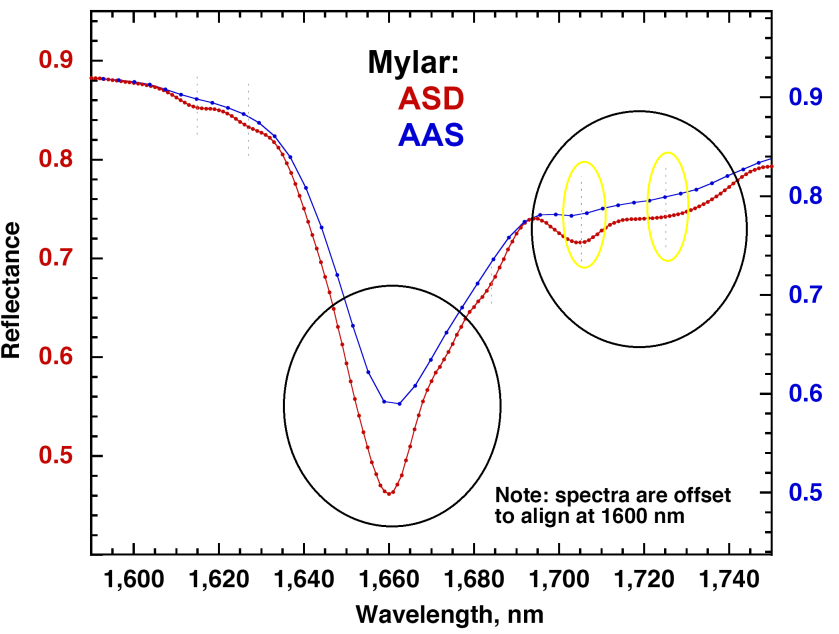 Mylar:
ASD
AAS
0.9
0.8
0.7
0.6
0.5
Reflectance
0.9
0.8
0.7
0.6
0.5
Note: spectra are offset
to align at 1600 nm
1,600 1,620 1,640 1,660 1,680 1,700 1,720 1,740
Wavelength, nm